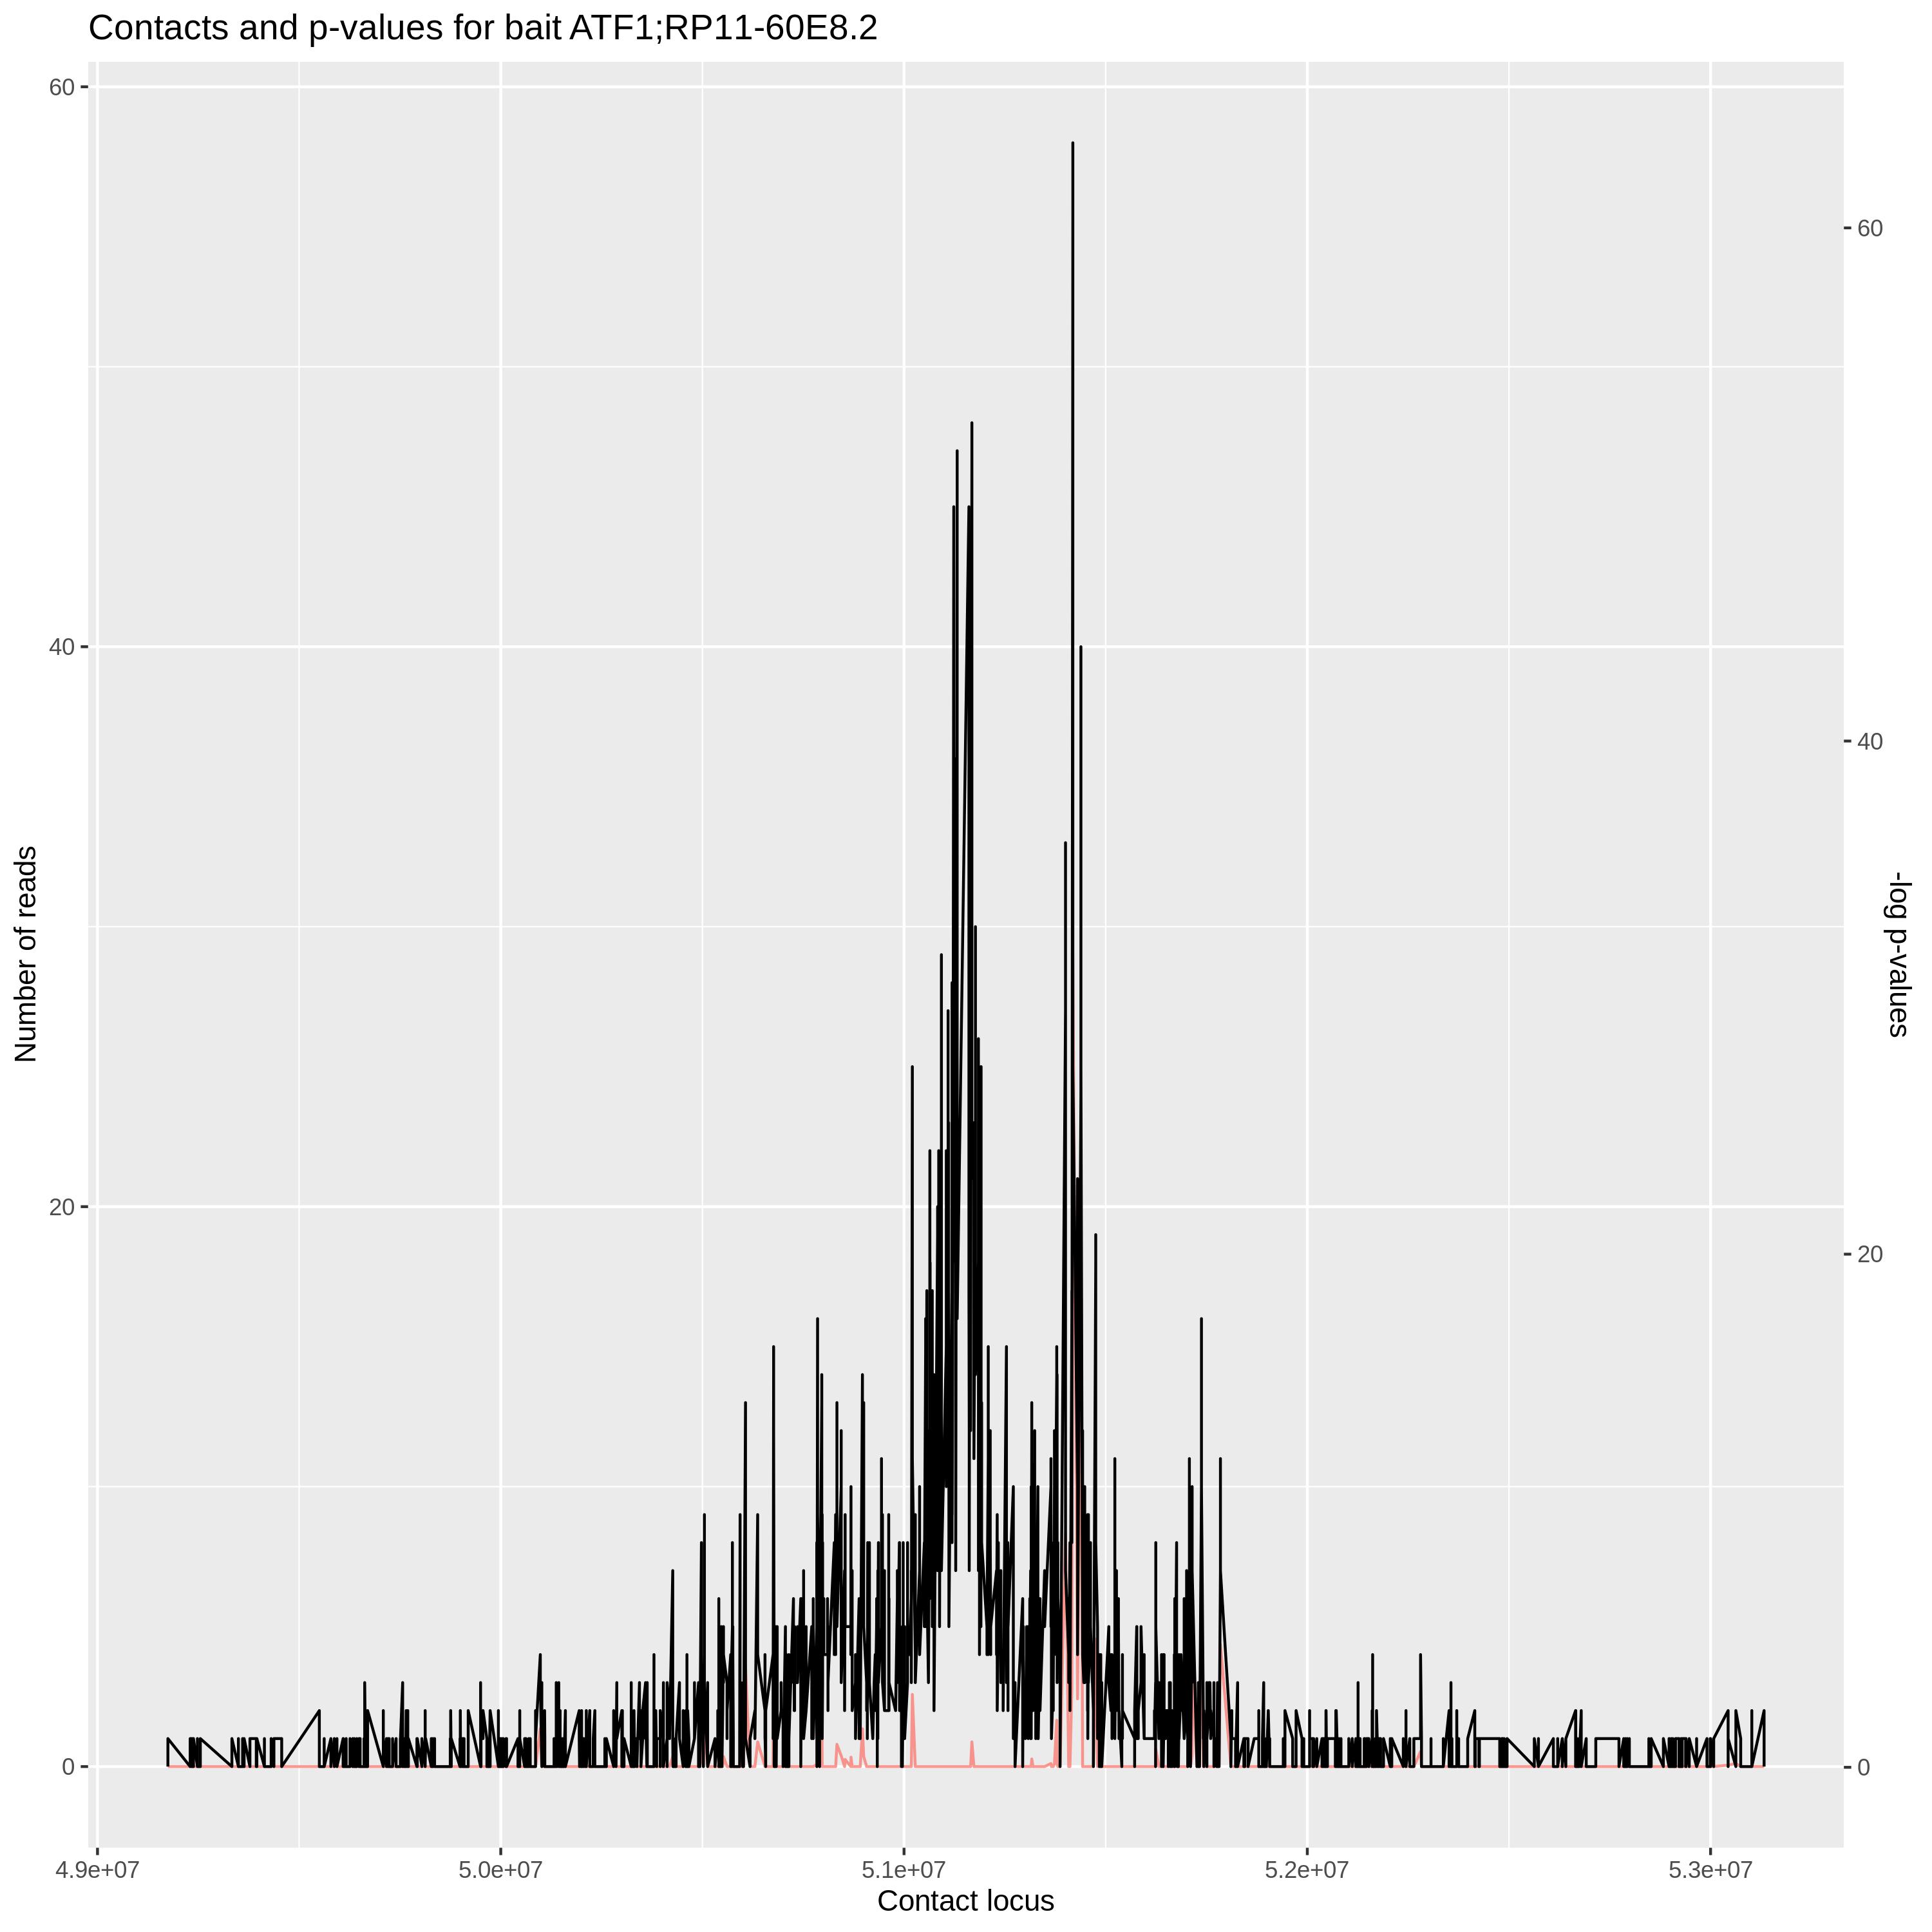 Contacts and p-values for bait ATF1;RP11-60E8.2
60
40
20
0
60
40
20
0
Number of reads
-log p-values
4.9e+07 5.0e+07 5.1e+07 5.2e+07 5.3e+07
Contact locus